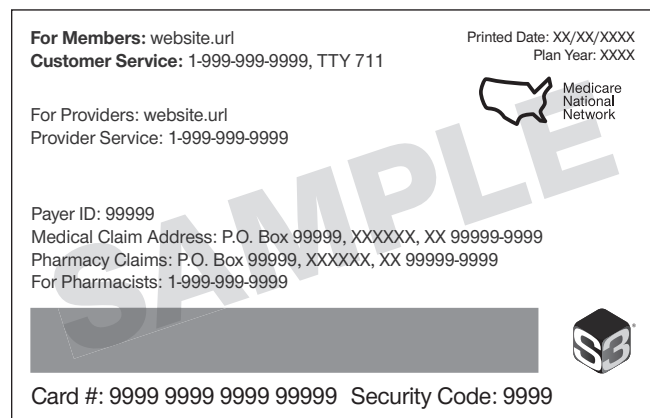 For Members: website.url
Customer Service: 1-999-999-9999, TTY 711
Printed Date: XX/XX/XXXX
Plan Year: XXXX
Medicare
National
Network
For Providers: website.url
Provider Service: 1-999-999-9999
SAMPLE
Payer ID: 99999
Medical Claim Address: P.O. Box 99999, XXXXXX, XX 99999-9999
Pharmacy Claims: P.O. Box 99999, XXXXXX, XX 99999-9999
For Pharmacists: 1-999-999-9999
S3
Card #: 9999 9999 9999 99999 Security Code: 9999